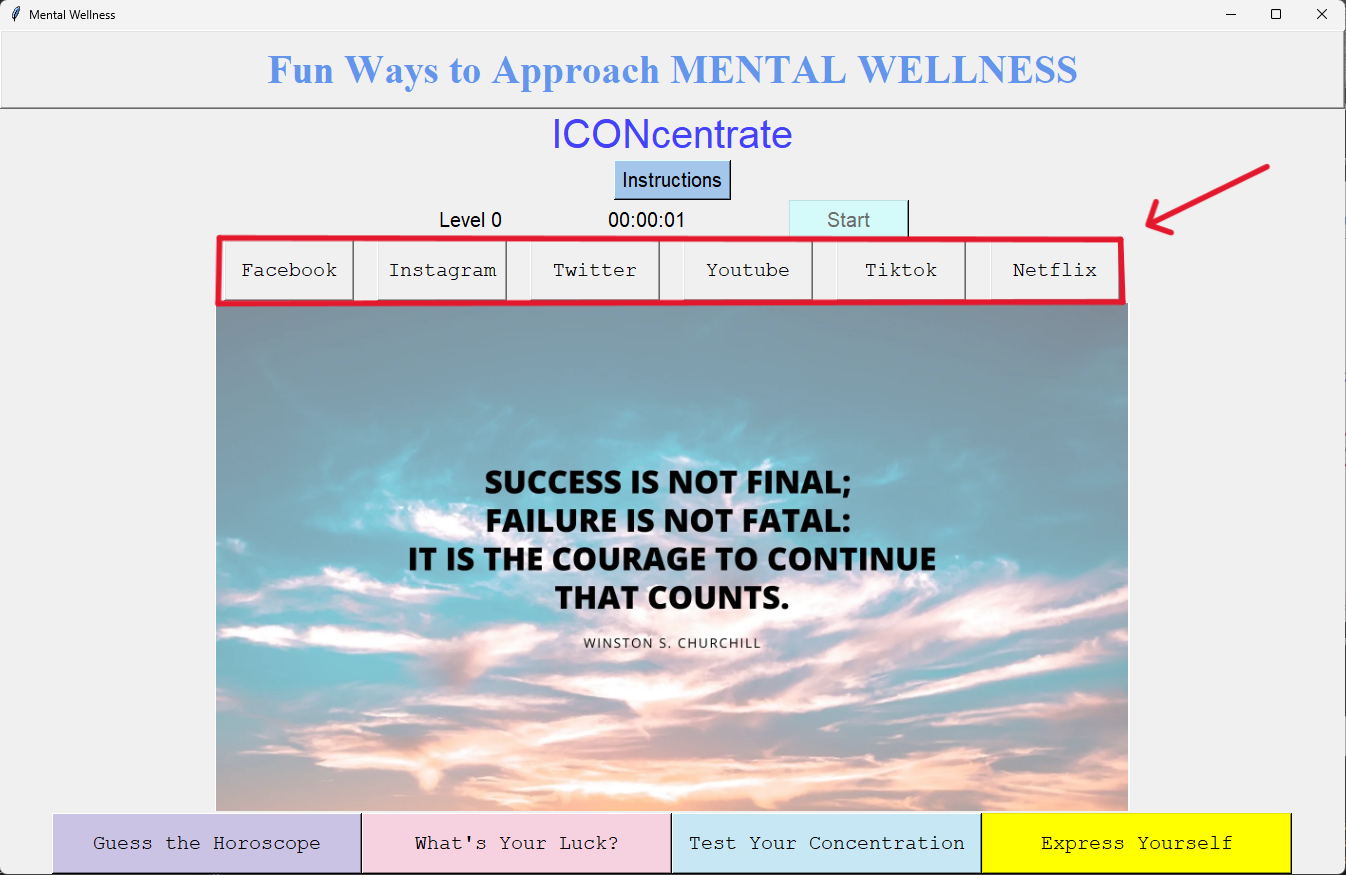 Mental Wellness
Fun Ways to Approach MENTAL WELLNESS
ICONcentrate
Instructions
Level 0 00:00:01 Start
Facebook Instagram Twitter Youtube Tiktok Netflix
SUCCESS IS NOT FINAL;
FAILURE IS NOT FATAL:
IT IS THE COURAGE TO CONTINUE
THAT COUNTS.
WINSTON S. CHURCHILL
Guess the Horoscope What's Your Luck? Test Your Concentration Express Yourself